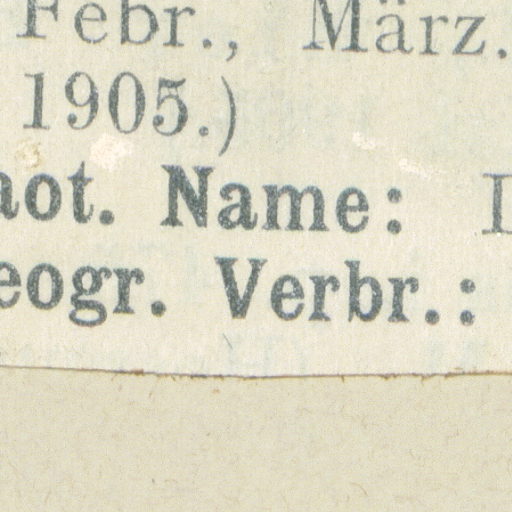 Febr., März.
1905.)
aot. Name:
eogr. Verbr.: